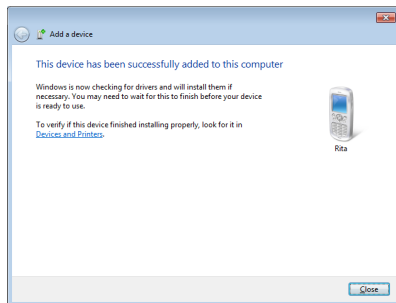 Add a device
This device has been successfully added to this computer
Windows is now checking for drivers and will install them if
necessary. You may need to wait for this to finish before your device
is ready to use.
To verify if this device finished installing properly, look for it in
Devices and Printers.
Rita
Close